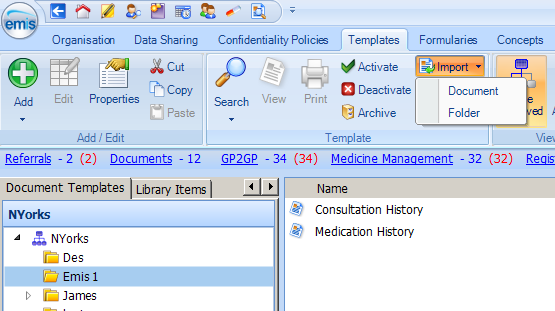 emis
Organisation Data Sharing Confidentiality Policies Templates Formularies Concepts
Add Edit Properties Cut Copy Paste
Search View Print Activate Deactivate Archive
Import
Document
Folder
Add / Edit Template View
Referrals - 2 (2) Documents - 12 GP2GP - 34 (34) Medicine Management - 32 (32)
Document Templates Library Items
NYorks
NYorks
Des
Emis 1
James
Name
Consultation History
Medication History